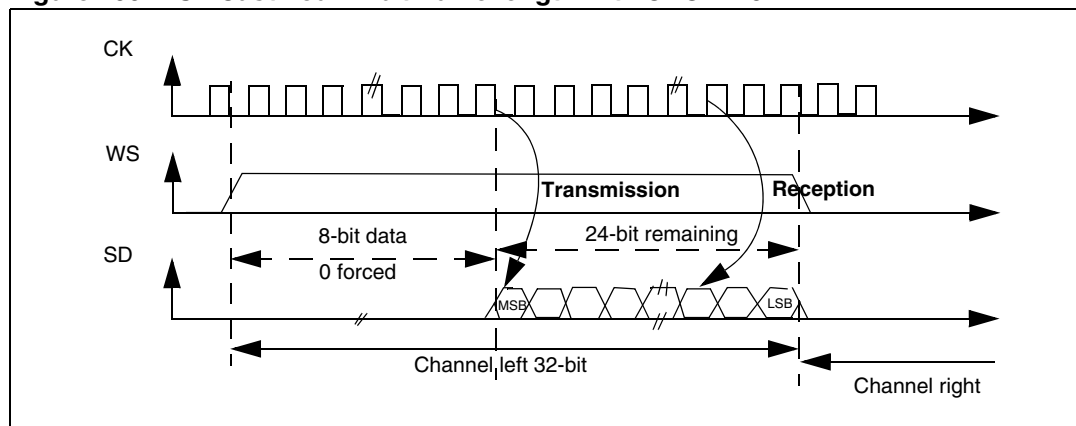 CK
WS
Transmission
Reception
8-bit data
24-bit remaining
SD
0 forced
MSB
LSB
Channel left 32-bit
Channel right